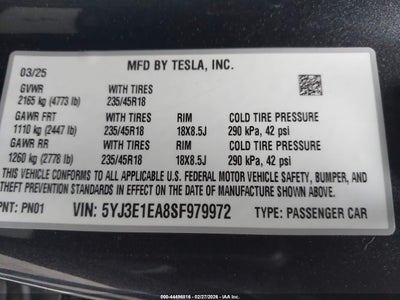 MFD BY TESLA, INC.
03/25
GVWR WITH TIRES
2165 kg (4773 lb) 235/45R18
GAWR FRT WITH TIRES RIM COLD TIRE PRESSURE
1110 kg (2447 lb) 235/45R18 18X8.5J 290 kPa, 42 psi
GAWR RR WITH TIRES RIM COLD TIRE PRESSURE
1260 kg (2778 lb) 235/45R18 18X8.5J 290 kPa, 42 psi
THIS VEHICLE CONFORMS TO ALL APPLICABLE U.S. FEDERAL MOTOR VEHICLE SAFETY, BUMPER, AND
THEFT PREVENTION STANDARDS IN EFFECT ON THE DATE OF MANUFACTURE SHOWN ABOVE.
PNT: PN01 VIN: 5YJ3E1EA8SF979972 TYPE: PASSENGER CAR
000-44496816 - 02/27/2026 - USA